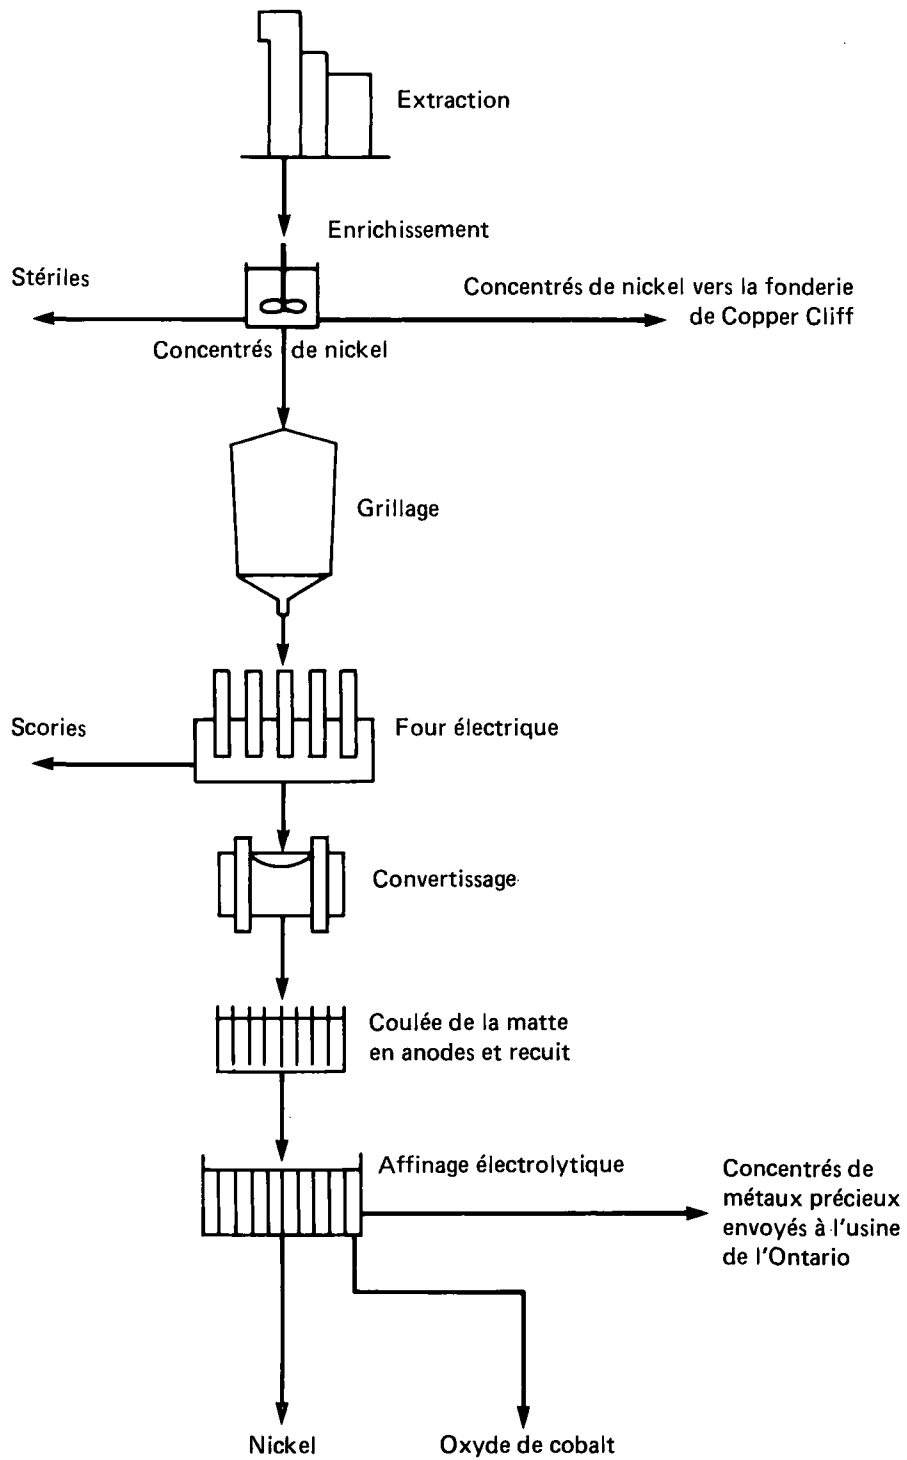 Extraction
Enrichissement
Stériles
Concentrés de nickel vers la fonderie
de Copper Cliff
Concentrés de nickel
Grillage
Scories
Four électrique
Convertissage
Coulée de la matte
en anodes et recuit
Affinage électrolytique
Concentrés de
métaux précieux
envoyés à l'usine
de l'Ontario
Nickel
Oxyde de cobalt